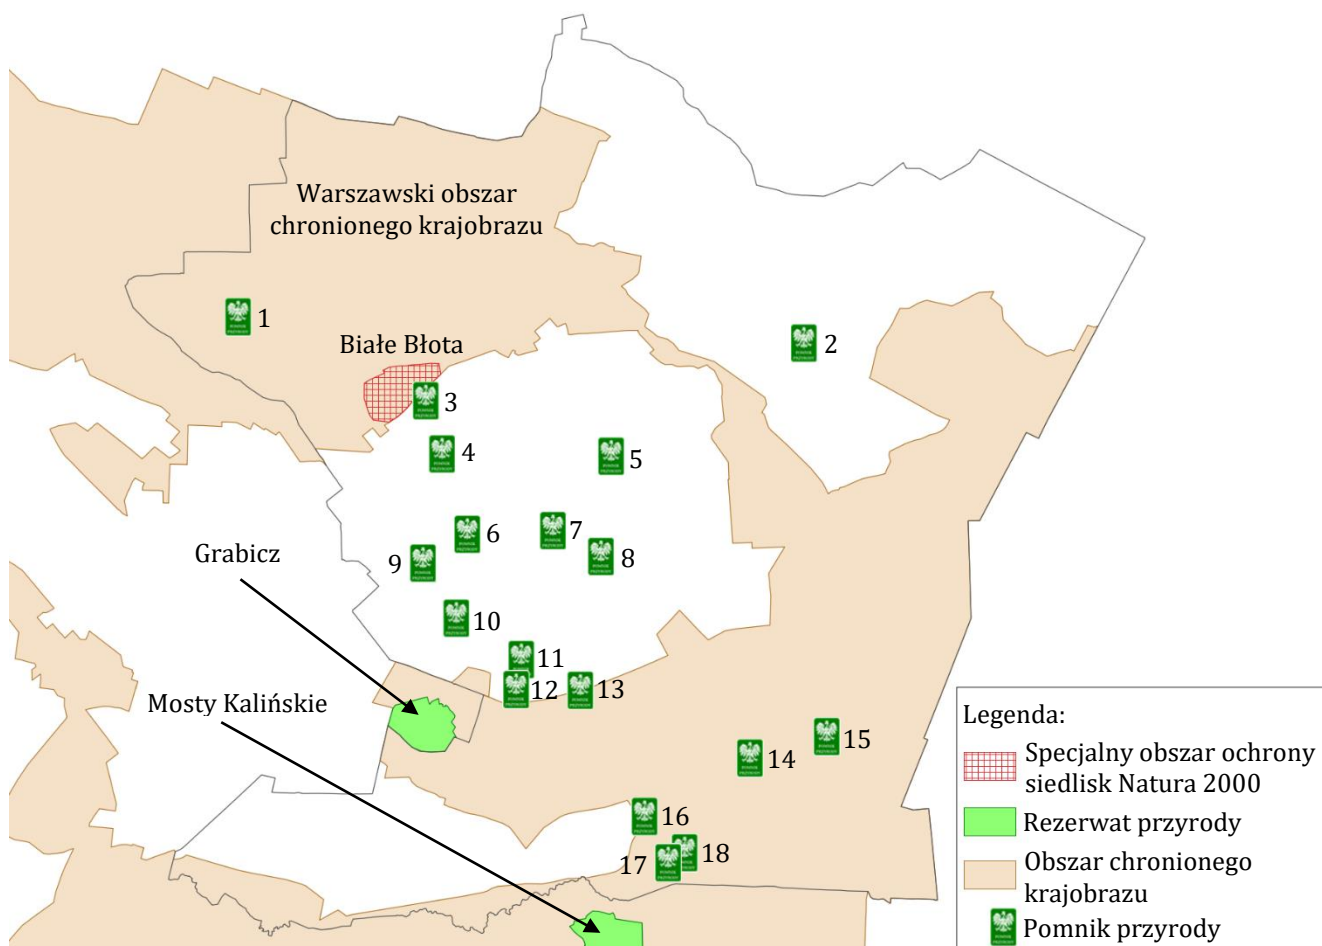 Warszawski obszar
chronionego krajobrazu
1
2
Białe Błota
3
4
5
6
7
8
9
Grabicz
10
11
12
13
Mosty Kalińskie
14
15
16
17
18
Legenda:
Specjalny obszar ochrony
siedlisk Natura 2000
Rezerwat przyrody
Obszar chronionego
krajobrazu
POMNIK
PRZYRODY
Pomnik przyrody